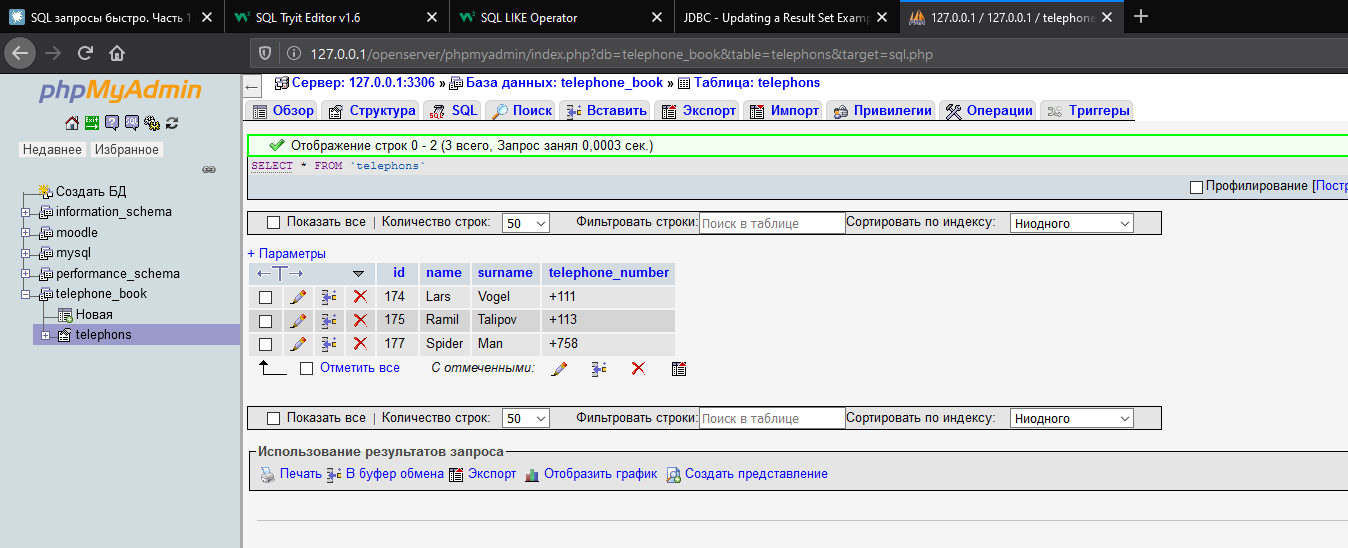 SQL запросы быстро. Часть 1
SQL Tryit Editor v1.6
SQL LIKE Operator
JDBC - Updating a Result Set Examp
127.0.0.1 / 127.0.0.1 / telephone
127.0.0.1/openserver/phpmyadmin/index.php?db=telephone_book&table=telephons&target=sql.php
phpMyAdmin
Недавнее Избранное
Создать БД
information_schema
moodle
mysql
performance_schema
telephone_book
Новая
telephons
Сервер: 127.0.0.1:3306 » База данных: telephone_book » Таблица: telephons
Обзор Структура SQL Поиск Вставить Экспорт Импорт Привилегии Операции Триггеры
Отображение строк 0 - 2 (3 всего, Запрос занял 0,0003 сек.)
SELECT * FROM `telephons`
Профилирование [Постр
Показать все | Количество строк: 50 Фильтровать строки: Поиск в таблице Сортировать по индексу: Ниодного
+ Параметры
←T→ id name surname telephone_number
174 Lars Vogel +111
175 Ramil Talipov +113
177 Spider Man +758
Отметить все С отмеченными:
Показать все | Количество строк: 50 Фильтровать строки: Поиск в таблице Сортировать по индексу: Ниодного
Использование результатов запроса
Печать В буфер обмена Экспорт Отобразить график Создать представление